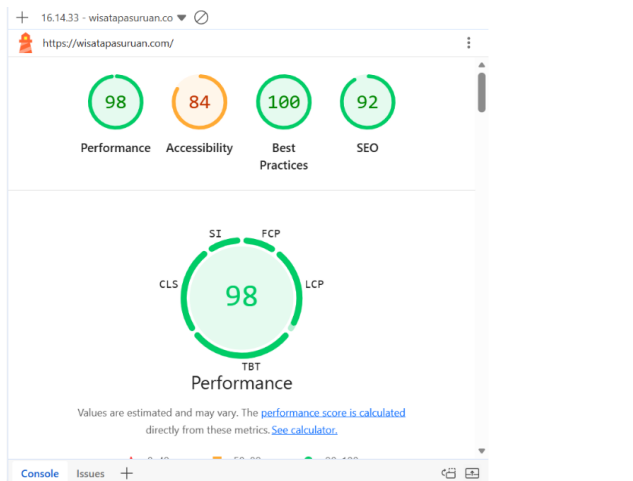 16.14.33 - wisatapasuruan.co
https://wisatapasuruan.com/
98 84 100 92
Performance Accessibility Best Practices SEO
SI FCP
CLS LCP
98
TBT
Performance
Values are estimated and may vary. The performance score is calculated
directly from these metrics. See calculator.
Console Issues